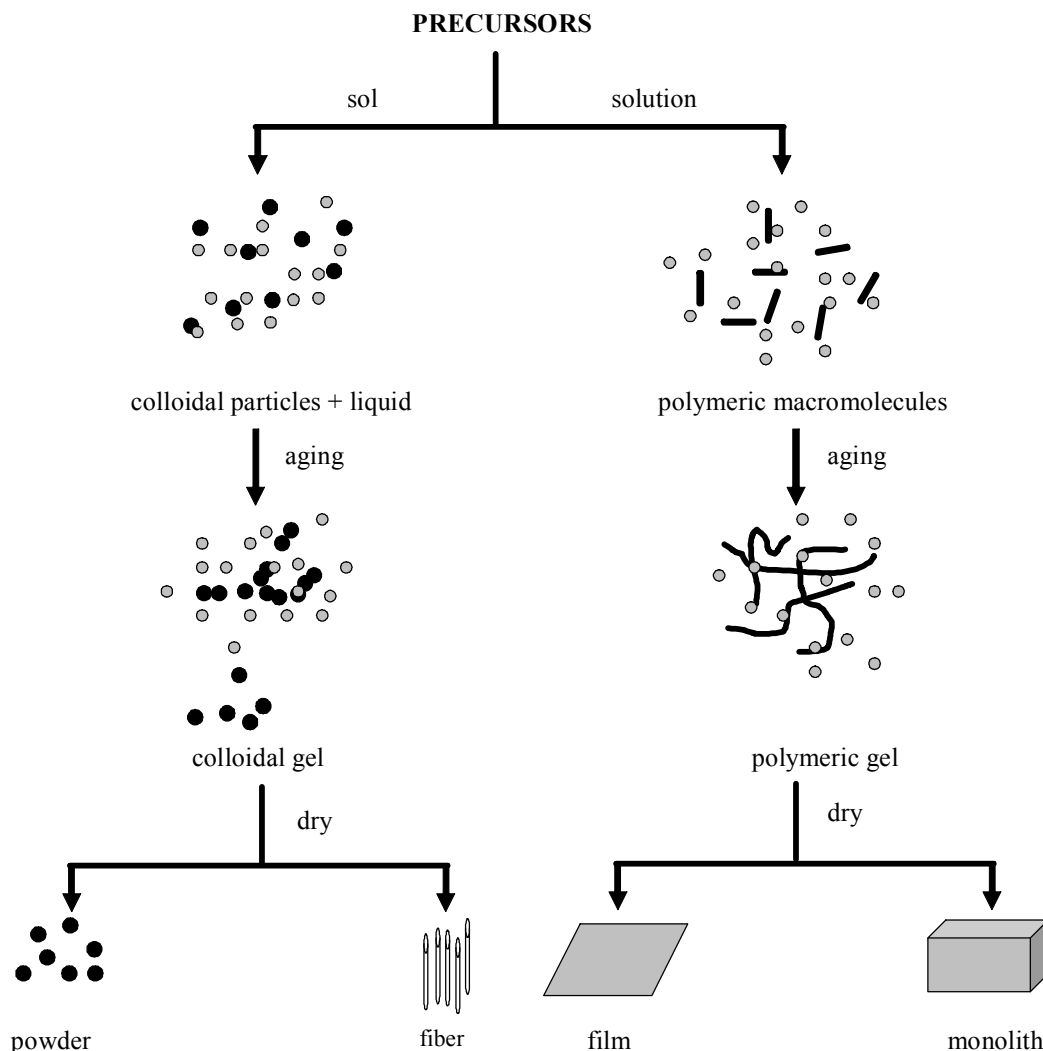 PRECURSORS
sol
solution
colloidal particles + liquid
polymeric macromolecules
aging
aging
colloidal gel
polymeric gel
dry
dry
powder
fiber
film
monolith